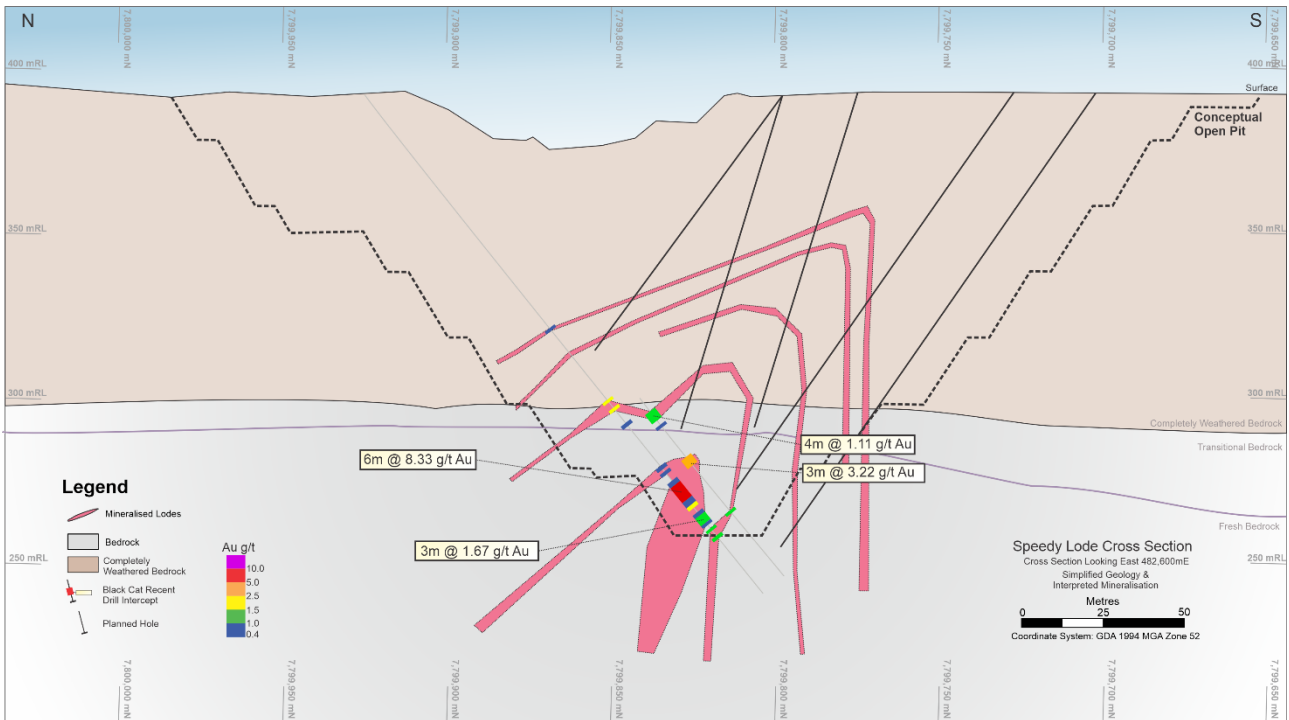 N
S
7,800,000 mN
7,799,950 mN
7,799,900 mN
7,799,850 mN
7,799,800 mN
7,799,750 mN
7,799,700 mN
7,799,650 mN
400 mRL
400 mRL
Surface
Conceptual
Open Pit
350 mRL
350 mRL
300 mRL
300 mRL
Completely Weathered Bedrock
4m @ 1.11 g/t Au
Transitional Bedrock
6m @ 8.33 g/t Au
3m @ 3.22 g/t Au
Fresh Bedrock
3m @ 1.67 g/t Au
250 mRL
250 mRL
Legend
Mineralised Lodes
Bedrock
Completely
Weathered Bedrock
Black Cat Recent
Drill Intercept
Planned Hole
Au g/t
10.0
5.0
2.5
1.5
1.0
0.4
Speedy Lode Cross Section
Cross Section Looking East 482,600mE
Simplified Geology &
Interpreted Mineralisation
Metres
0 25 50
Coordinate System: GDA 1994 MGA Zone 52
7,800,000 mN
7,799,950 mN
7,799,900 mN
7,799,850 mN
7,799,800 mN
7,799,750 mN
7,799,700 mN
7,799,650 mN